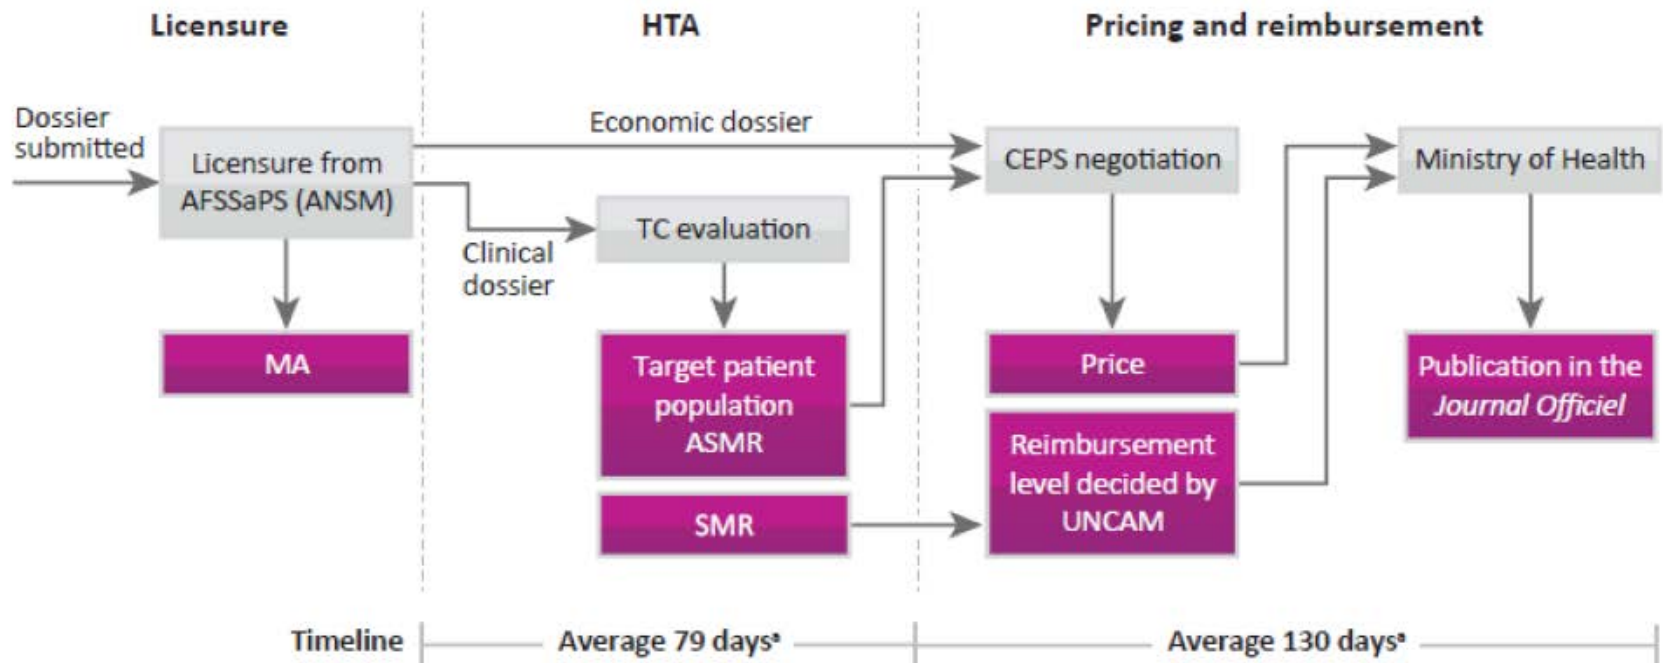 Licensure
HTA
Pricing and reimbursement
Dossier
submitted
Licensure from
AFSSaPS (ANSM)
MA
Economic dossier
Clinical
dossier
TC evaluation
Target patient
population
ASMR
SMR
CEPS negotiation
Price
Reimbursement
level decided by
UNCAM
Ministry of Health
Publication in the
Journal Officiel
Timeline
Average 79 daysª
Average 130 daysª